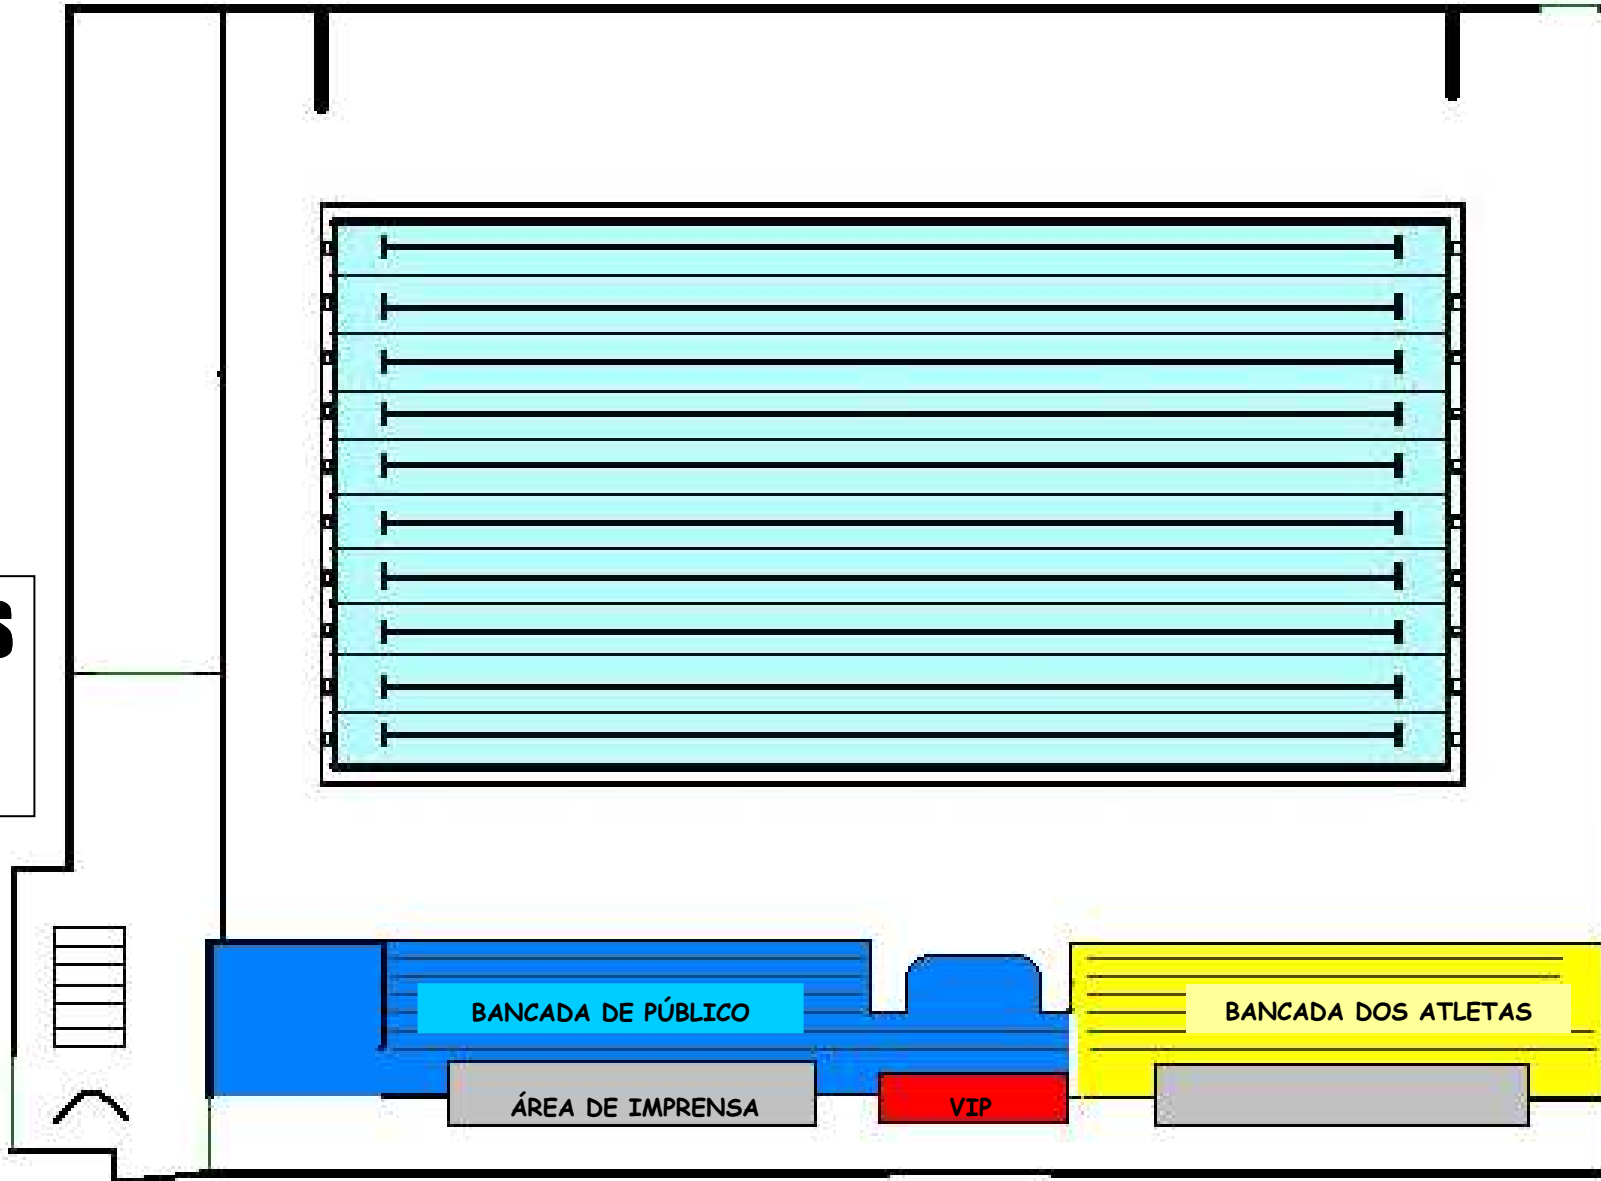 S
BANCADA DE PÚBLICO
BANCADA DOS ATLETAS
ÁREA DE IMPRENSA
VIP